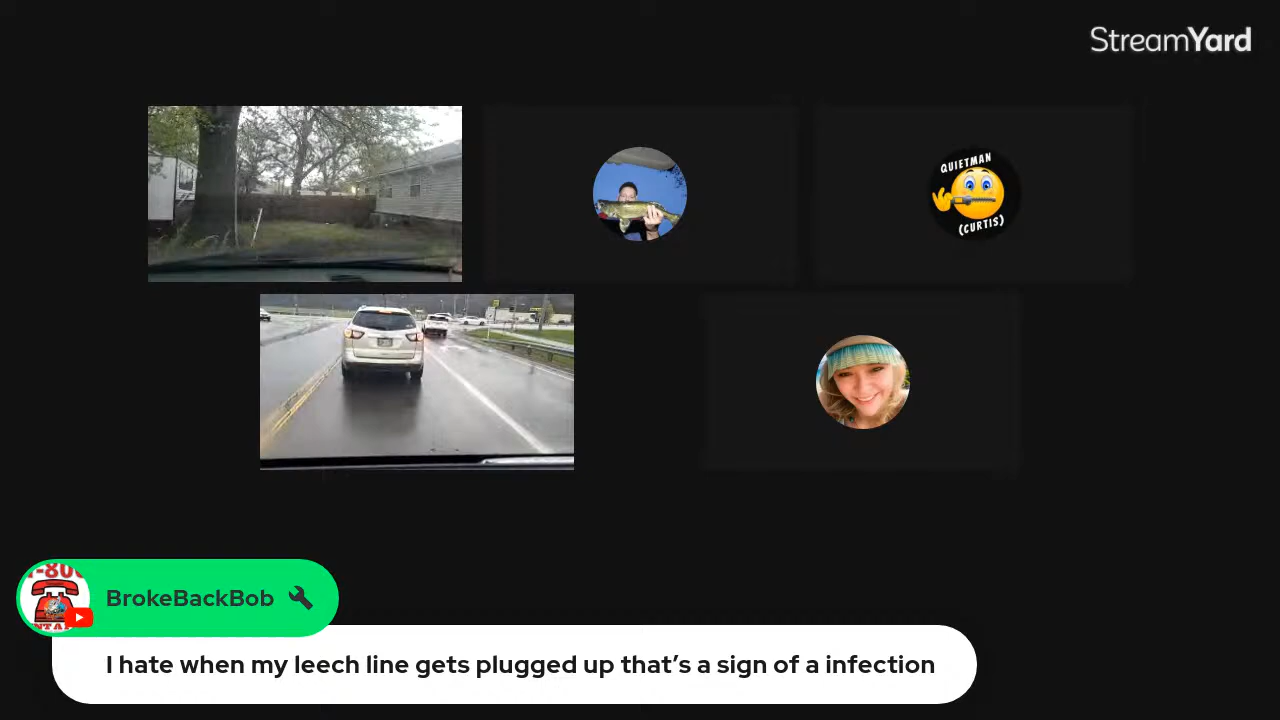 StreamYard
QUIETMAN
(CURTIS)
BrokeBackBob
I hate when my leech line gets plugged up that’s a sign of a infection